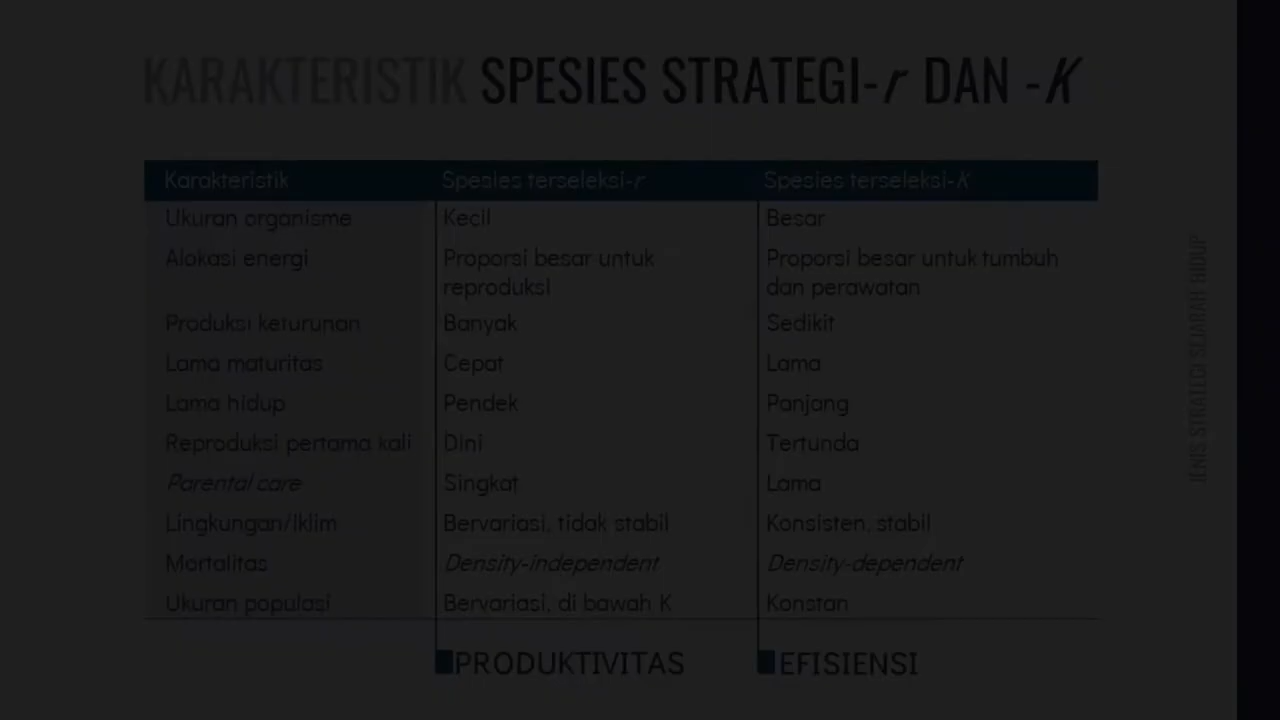 KARAKTERISTIK SPESIES STRATEGI-r DAN -K
Karakteristik Spesies terseleksi-r Spesies terseleksi-K
Ukuran organisme Kecil Besar
Alokasi energi Proporsi besar untuk Proporsi besar untuk tumbuh
reproduksi dan perawatan
Produksi keturunan Banyak Sedikit
Lama maturitas Cepat Lama
Lama hidup Pendek Panjang
Reproduksi pertama kali Dini Tertunda
Parental care Singkat Lama
Lingkungan/Iklim Bervariasi, tidak stabil Konsisten, stabil
Mortalitas Density-independent Density-dependent
Ukuran populasi Bervariasi, di bawah K Konstan
PRODUKTIVITAS EFISIENSI
JENIS STRATEGI SEJARAH HIDUP